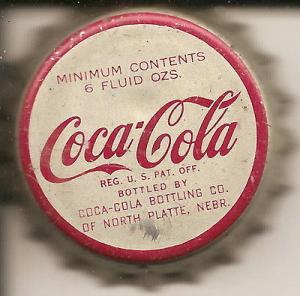 MINIMUM CONTENTS
6 FLUID OZS.
Coca-Cola
REG. U. S. PAT. OFF.
BOTTLED BY
COCA-COLA BOTTLING CO.
OF NORTH PLATTE, NEBR.